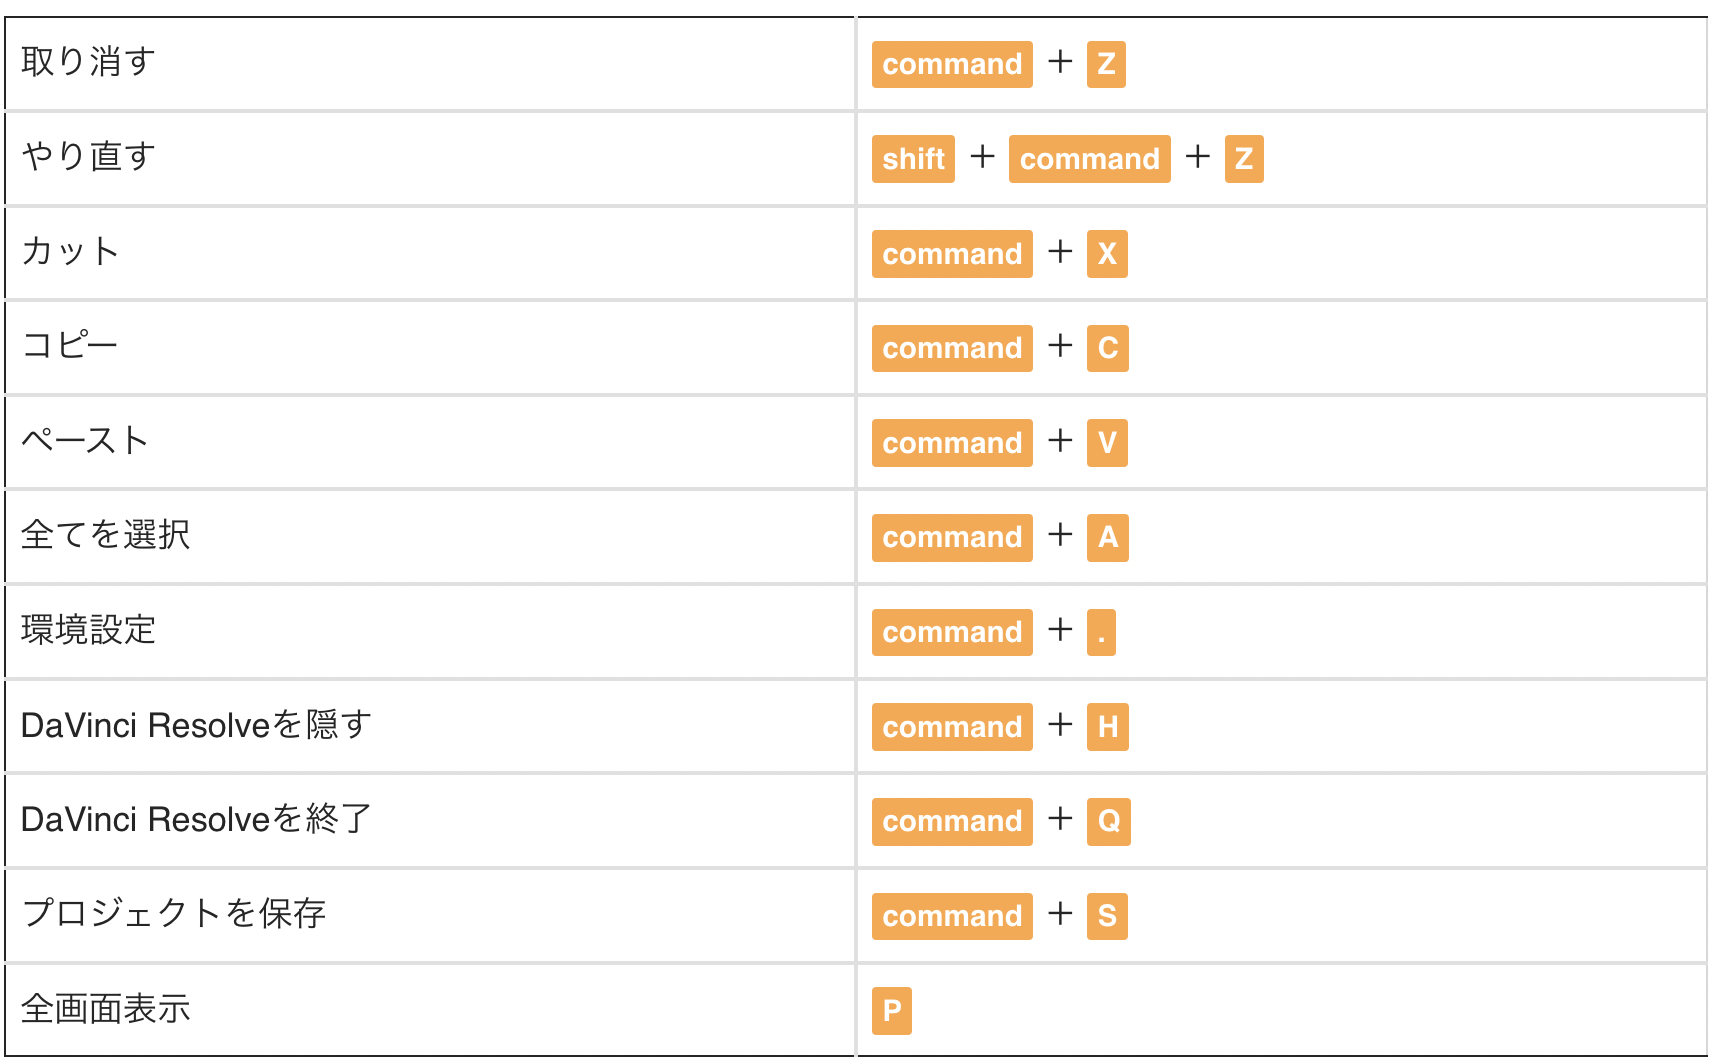 取り消す command + Z
やり直す shift + command + Z
カット command + X
コピー command + C
ペースト command + V
全てを選択 command + A
環境設定 command + .
DaVinci Resolveを隠す command + H
DaVinci Resolveを終了 command + Q
プロジェクトを保存 command + S
全画面表示 P